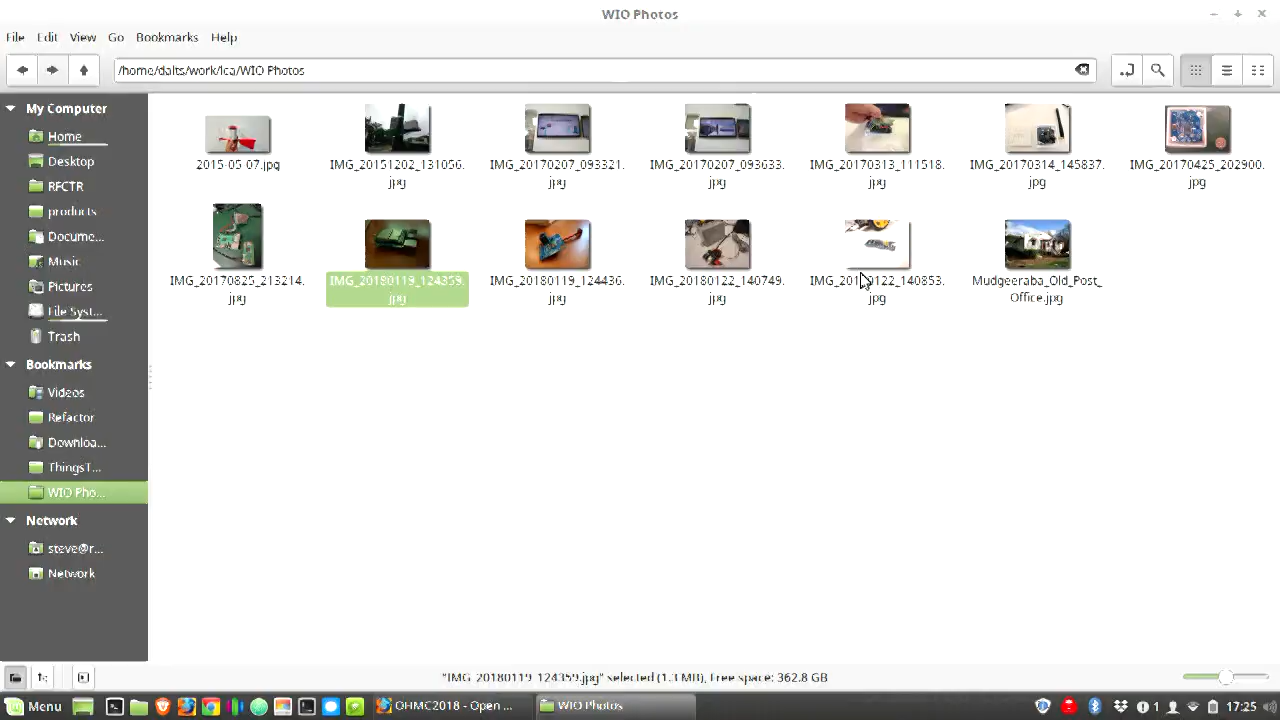 WIO Photos
File Edit View Go Bookmarks Help
/home/dalts/work/lca/WIO Photos
My Computer
Home
Desktop
RFCTR
products
Docume...
Music
Pictures
File Syst...
Trash
Bookmarks
Videos
Refactor
Downloa...
ThingsT...
WIO Pho...
Network
steve@r...
Network
2015-05-07.jpg
IMG_20151202_131056.
jpg
IMG_20170207_093321.
jpg
IMG_20170207_093633.
jpg
IMG_20170313_111518.
jpg
IMG_20170314_145837.
jpg
IMG_20170425_202900.
jpg
IMG_20170825_213214.
jpg
IMG_20180119_124359.
jpg
IMG_20180119_124436.
jpg
IMG_20180122_140749.
jpg
IMG_20180122_140853.
jpg
Mudgeeraba_Old_Post_
Office.jpg
"IMG_20180119_124359.jpg" selected (1.3 MB), Free space: 362.8 GB
Menu
OHMC2018 - Open ...
WIO Photos
1
17:25